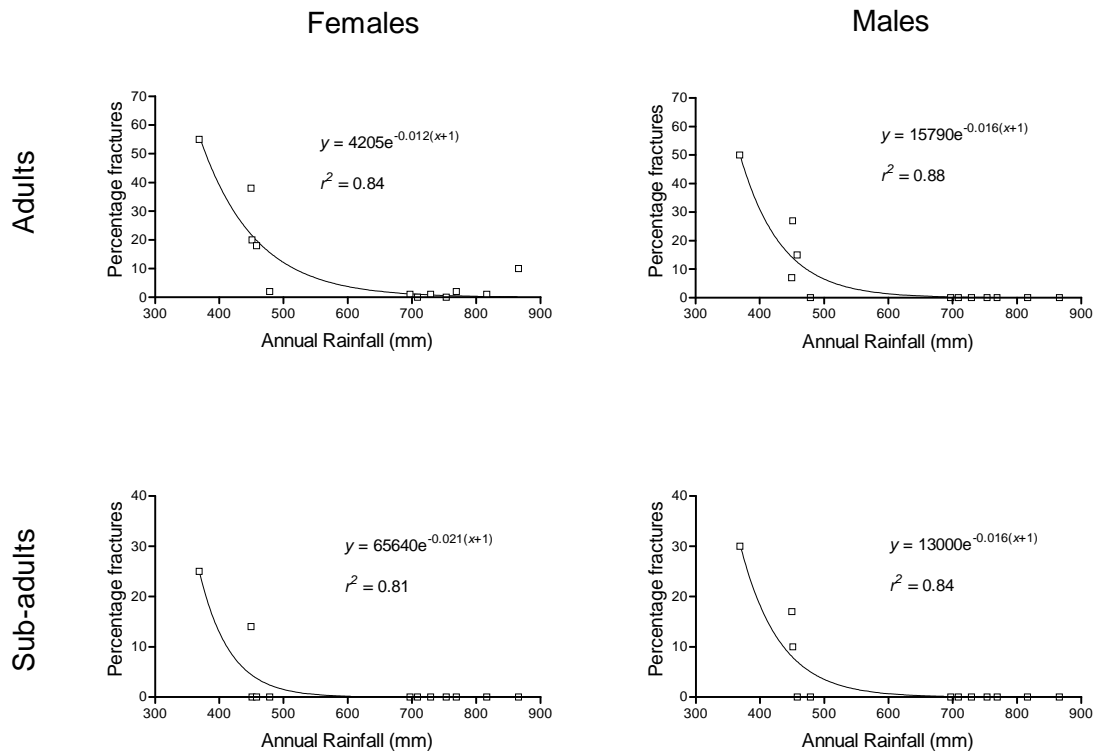 Females
Males
Adults
Percentage fractures
70
60
50
40
30
20
10
0
300 400 500 600 700 800 900
Annual Rainfall (mm)
y = 4205e^-0.012(x+1)
r^2 = 0.84
Percentage fractures
70
60
50
40
30
20
10
0
300 400 500 600 700 800 900
Annual Rainfall (mm)
y = 15790e^-0.016(x+1)
r^2 = 0.88
Sub-adults
Percentage fractures
40
30
20
10
0
300 400 500 600 700 800 900
Annual Rainfall (mm)
y = 65640e^-0.021(x+1)
r^2 = 0.81
Percentage fractures
40
30
20
10
0
300 400 500 600 700 800 900
Annual Rainfall (mm)
y = 13000e^-0.016(x+1)
r^2 = 0.84